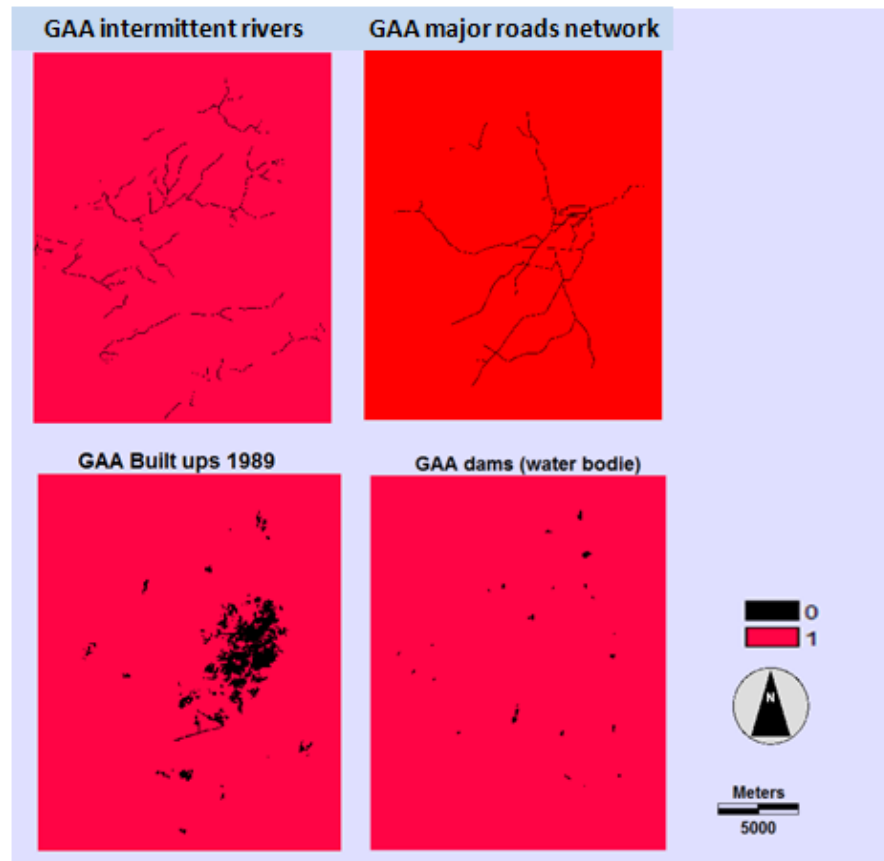 GAA intermittent rivers
GAA major roads network
GAA Built ups 1989
GAA dams (water bodie)
0
1
N
Meters
5000